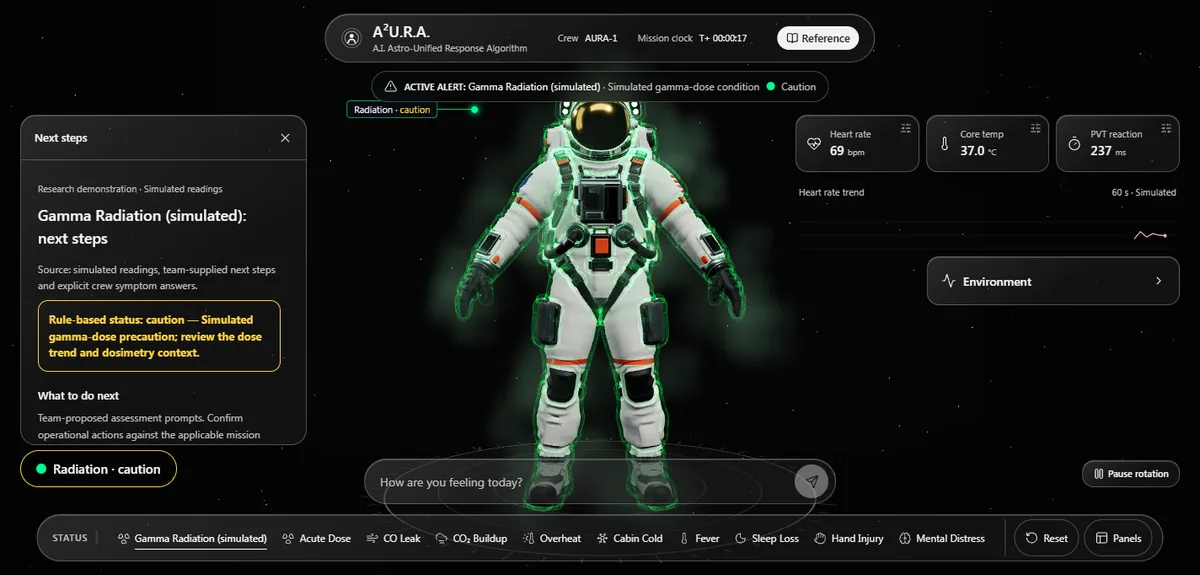 A²U.R.A.
A.I. Astro-Unified Response Algorithm
Crew AURA-1
Mission clock T+ 00:00:17
Reference
ACTIVE ALERT: Gamma Radiation (simulated) · Simulated gamma-dose condition
Caution
Radiation · caution
Next steps
Research demonstration · Simulated readings
Gamma Radiation (simulated):
next steps
Source: simulated readings, team-supplied next steps
and explicit crew symptom answers.
Rule-based status: caution — Simulated
gamma-dose precaution; review the dose
trend and dosimetry context.
What to do next
Team-proposed assessment prompts. Confirm
operational actions against the applicable mission
Radiation · caution
Heart rate
69 bpm
Core temp
37.0 °C
PVT reaction
237 ms
Heart rate trend
60 s · Simulated
Environment
Pause rotation
How are you feeling today?
STATUS
Gamma Radiation (simulated)
Acute Dose
CO Leak
CO₂ Buildup
Overheat
Cabin Cold
Fever
Sleep Loss
Hand Injury
Mental Distress
Reset
Panels